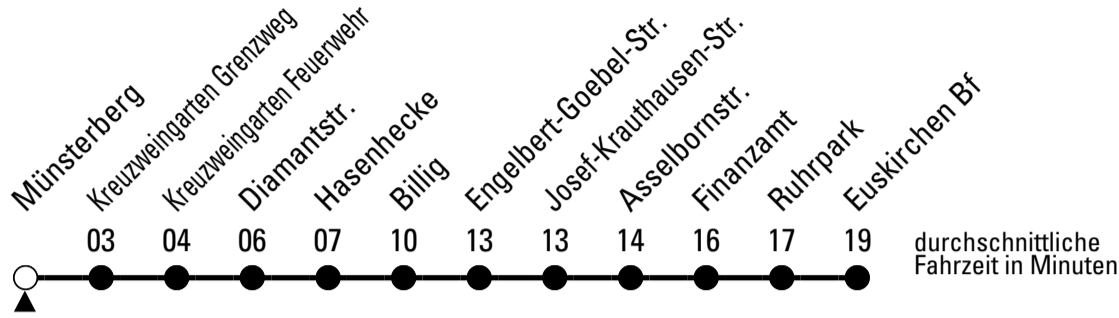 Münsterberg
Kreuzweingarten Grenzweg
Kreuzweingarten Feuerwehr
Diamantstr.
Hasenhecke
Billig
Engelbert-Goebel-Str.
Josef-Krauthausen-Str.
Asselbornstr.
Finanzamt
Ruhrpark
Euskirchen Bf
03 04 06 07 10 13 13 14 16 17 19
durchschnittliche
Fahrzeit in Minuten